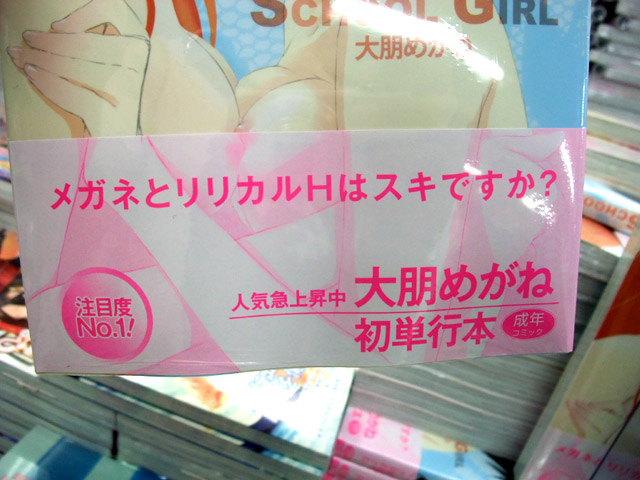 SCHOOL GIRL
大朋めがね
メガネとリリカルHはスキですか?
注目度
No.1!
人気急上昇中 大朋めがね
初単行本 成年
コミック
SCHOOL